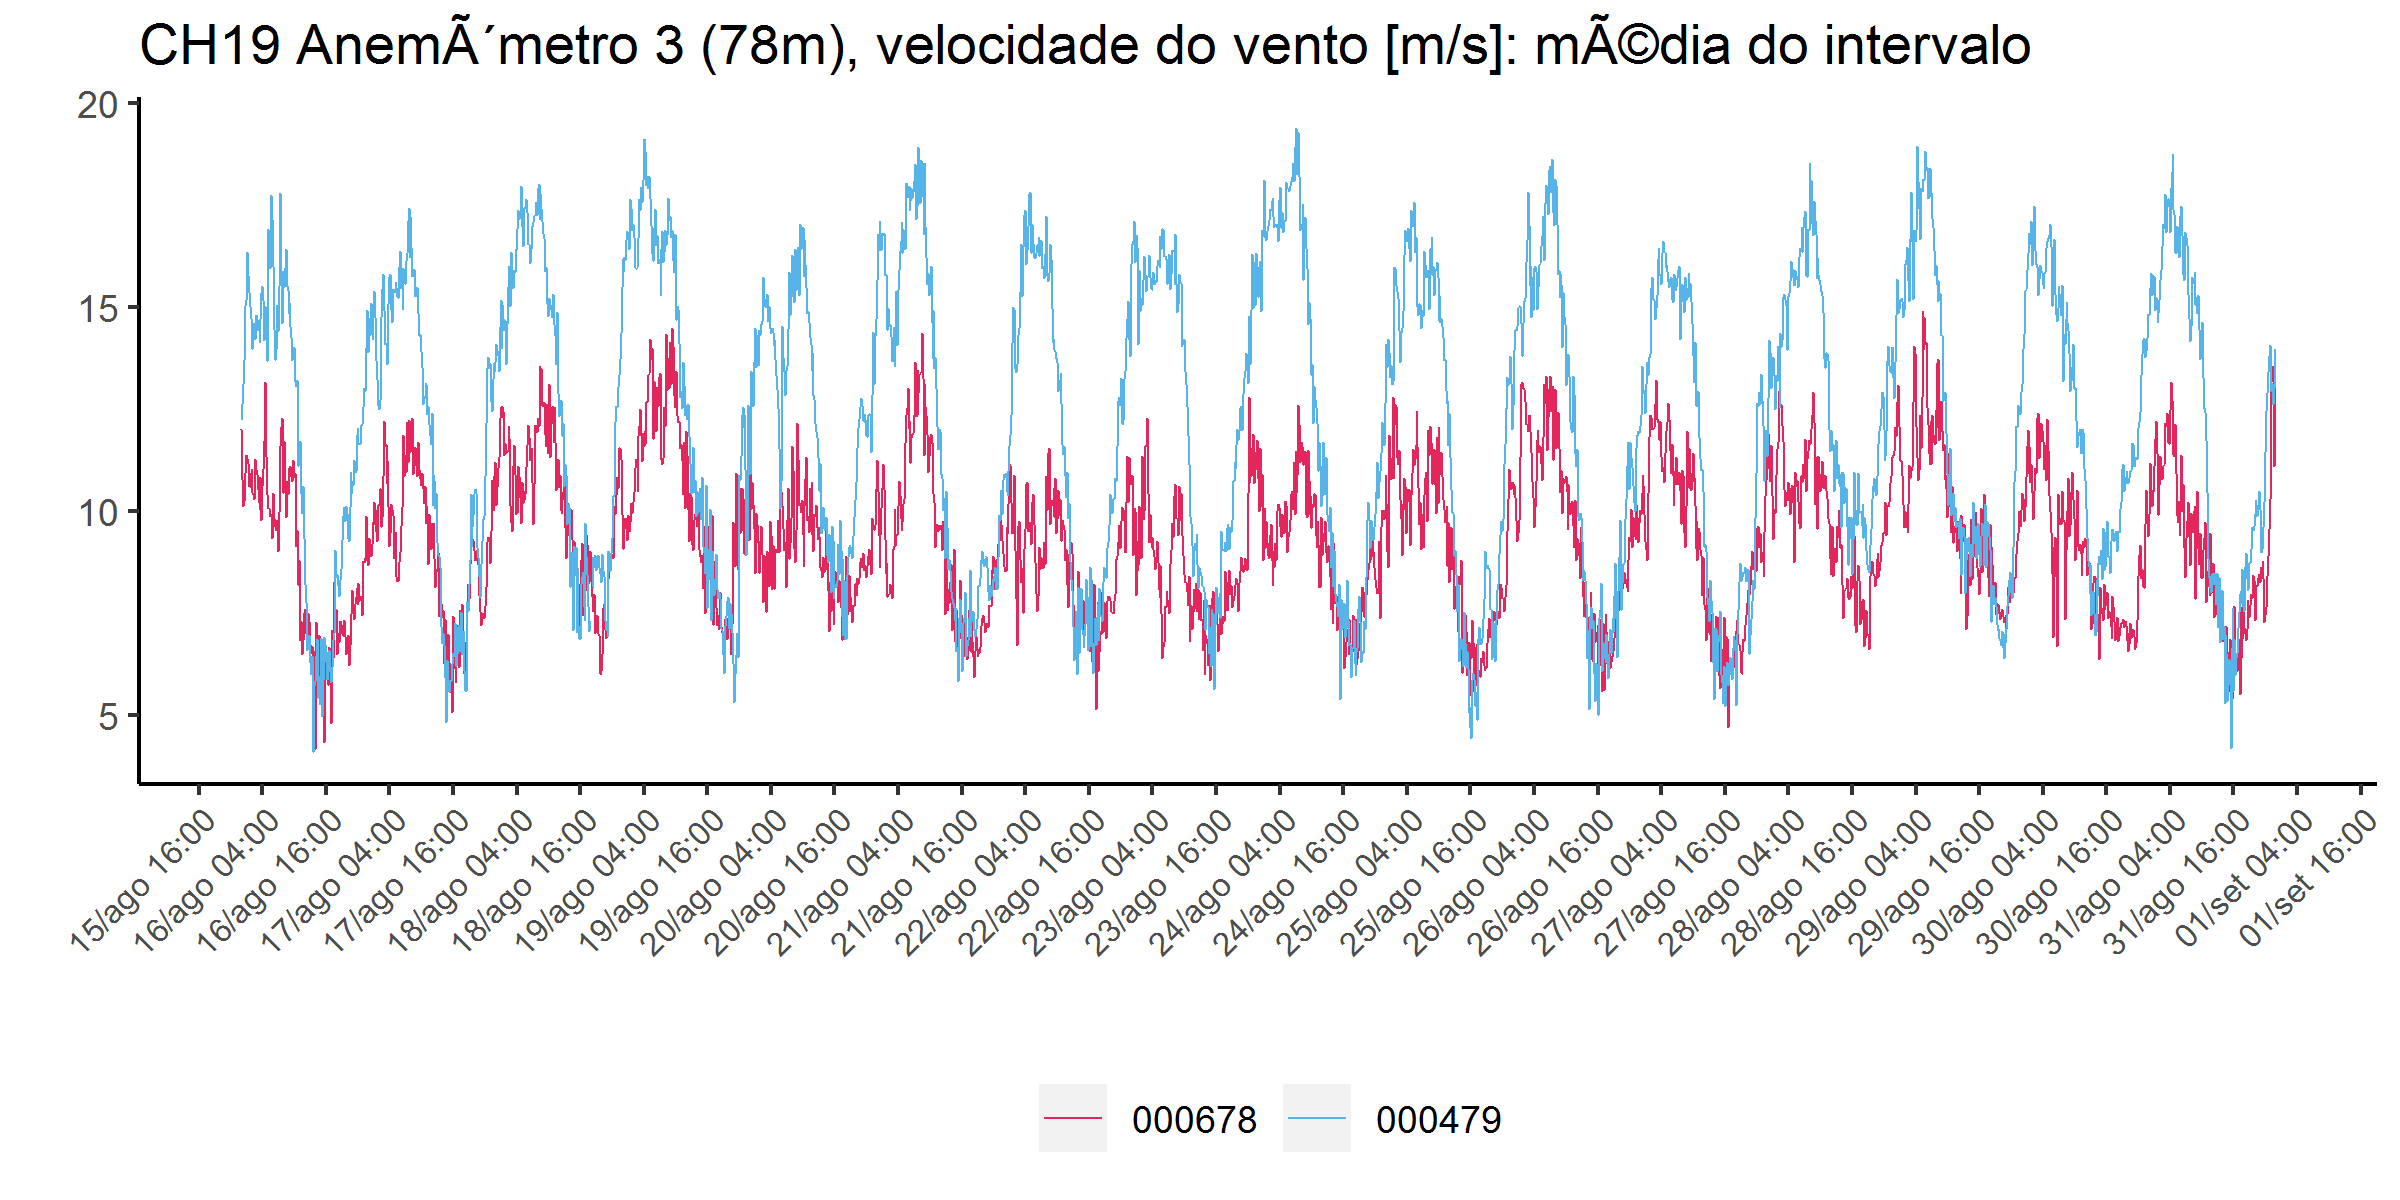 CH19 AnemÃ´metro 3 (78m), velocidade do vento [m/s]: mÃ©dia do intervalo
20
15
10
5
15/ago 16:00
16/ago 04:00
16/ago 16:00
17/ago 04:00
17/ago 16:00
18/ago 04:00
18/ago 16:00
19/ago 04:00
19/ago 16:00
20/ago 04:00
20/ago 16:00
21/ago 04:00
21/ago 16:00
22/ago 04:00
22/ago 16:00
23/ago 04:00
23/ago 16:00
24/ago 04:00
24/ago 16:00
25/ago 04:00
25/ago 16:00
26/ago 04:00
26/ago 16:00
27/ago 04:00
27/ago 16:00
28/ago 04:00
28/ago 16:00
29/ago 04:00
29/ago 16:00
30/ago 04:00
30/ago 16:00
31/ago 04:00
31/ago 16:00
01/set 04:00
01/set 16:00
000678
000479